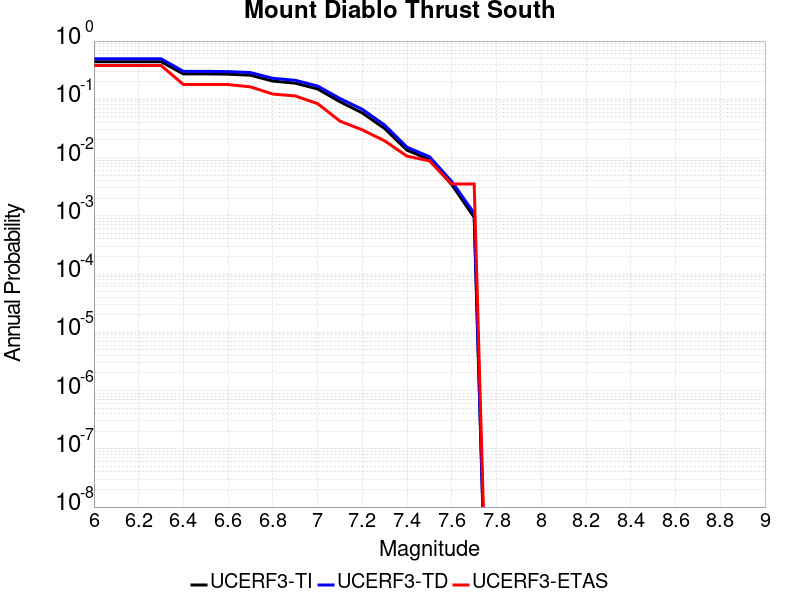 Mount Diablo Thrust South
10^0
10^-1
10^-2
10^-3
10^-4
10^-5
10^-6
10^-7
10^-8
Annual Probability
6 6.2 6.4 6.6 6.8 7 7.2 7.4 7.6 7.8 8 8.2 8.4 8.6 8.8 9
Magnitude
UCERF3-TI UCERF3-TD UCERF3-ETAS